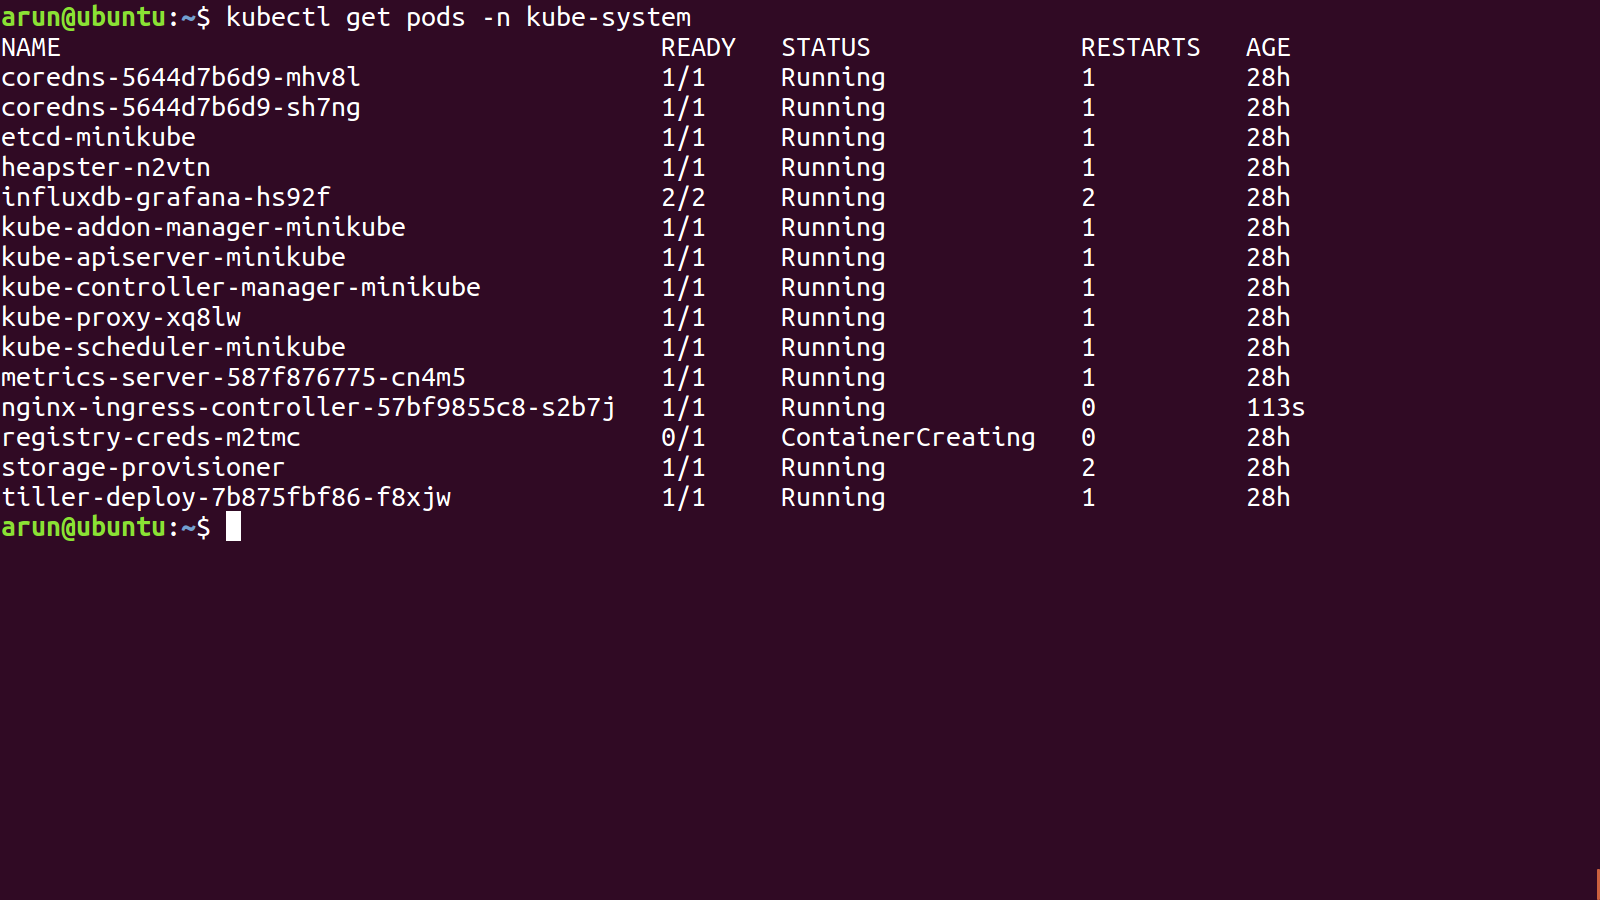 arun@ubuntu:~$ kubectl get pods -n kube-system
NAME                                        READY   STATUS              RESTARTS   AGE
coredns-5644d7b6d9-mhv8l                    1/1     Running             1          28h
coredns-5644d7b6d9-sh7ng                    1/1     Running             1          28h
etcd-minikube                               1/1     Running             1          28h
heapster-n2vtn                              1/1     Running             1          28h
influxdb-grafana-hs92f                      2/2     Running             2          28h
kube-addon-manager-minikube                 1/1     Running             1          28h
kube-apiserver-minikube                     1/1     Running             1          28h
kube-controller-manager-minikube            1/1     Running             1          28h
kube-proxy-xq8lw                            1/1     Running             1          28h
kube-scheduler-minikube                     1/1     Running             1          28h
metrics-server-587f876775-cn4m5             1/1     Running             1          28h
nginx-ingress-controller-57bf9855c8-s2b7j   1/1     Running             0          113s
registry-creds-m2tmc                        0/1     ContainerCreating   0          28h
storage-provisioner                         1/1     Running             2          28h
tiller-deploy-7b875fbf86-f8xjw              1/1     Running             1          28h
arun@ubuntu:~$